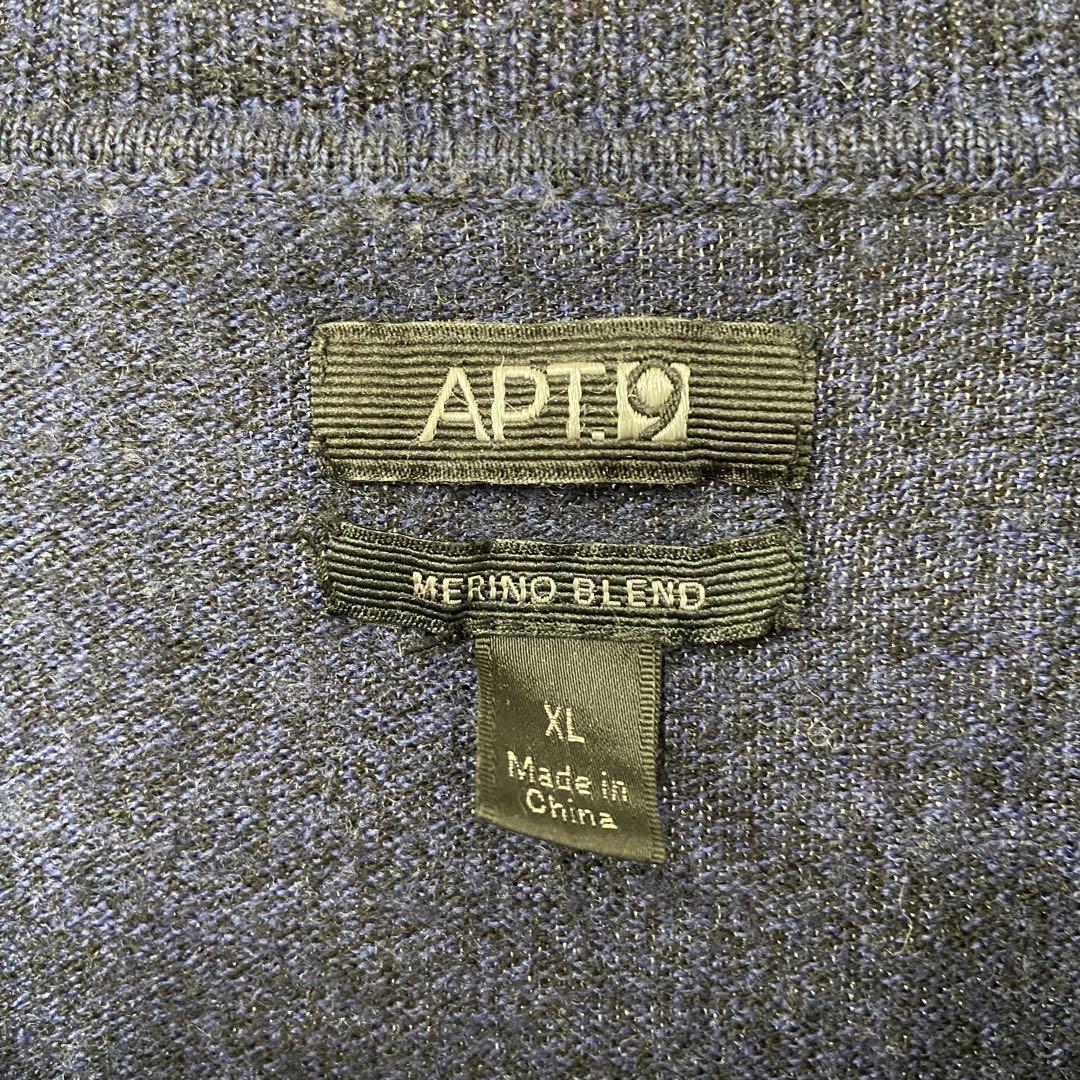 APT.9
MERINO BLEND
XL
Made in
China